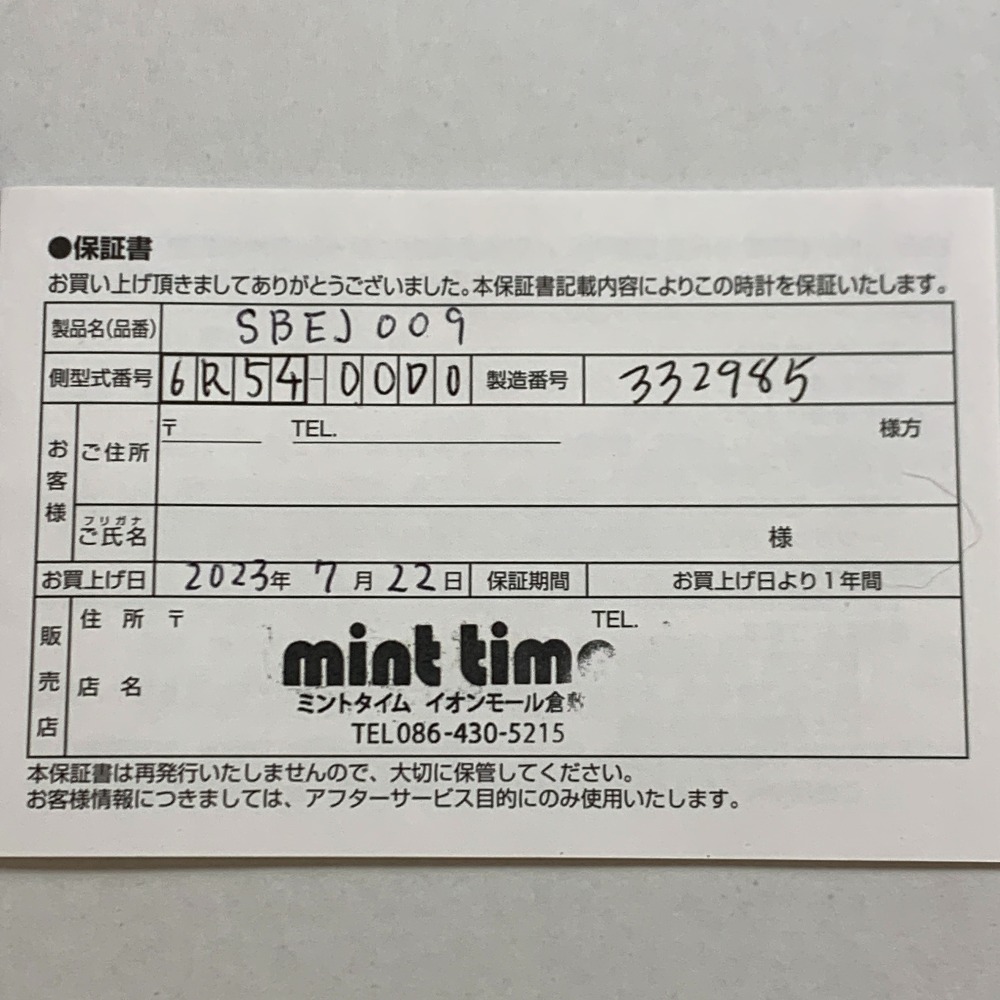 ●保証書
お買い上げ頂きましてありがとうございました。本保証書記載内容によりこの時計を保証いたします。
製品名(品番) SBEJ009
側型式番号 6R54-00D0 製造番号 332985
お客様 ご住所 〒 TEL. 様方
フリガナ
ご氏名 様
お買上げ日 2023年 7月 22日 保証期間 お買上げ日より1年間
販売店 住所 〒 TEL.
mint time
店名
ミントタイム イオンモール倉敷
TEL086-430-5215
本保証書は再発行いたしませんので、大切に保管してください。
お客様情報につきましては、アフターサービス目的にのみ使用いたします。